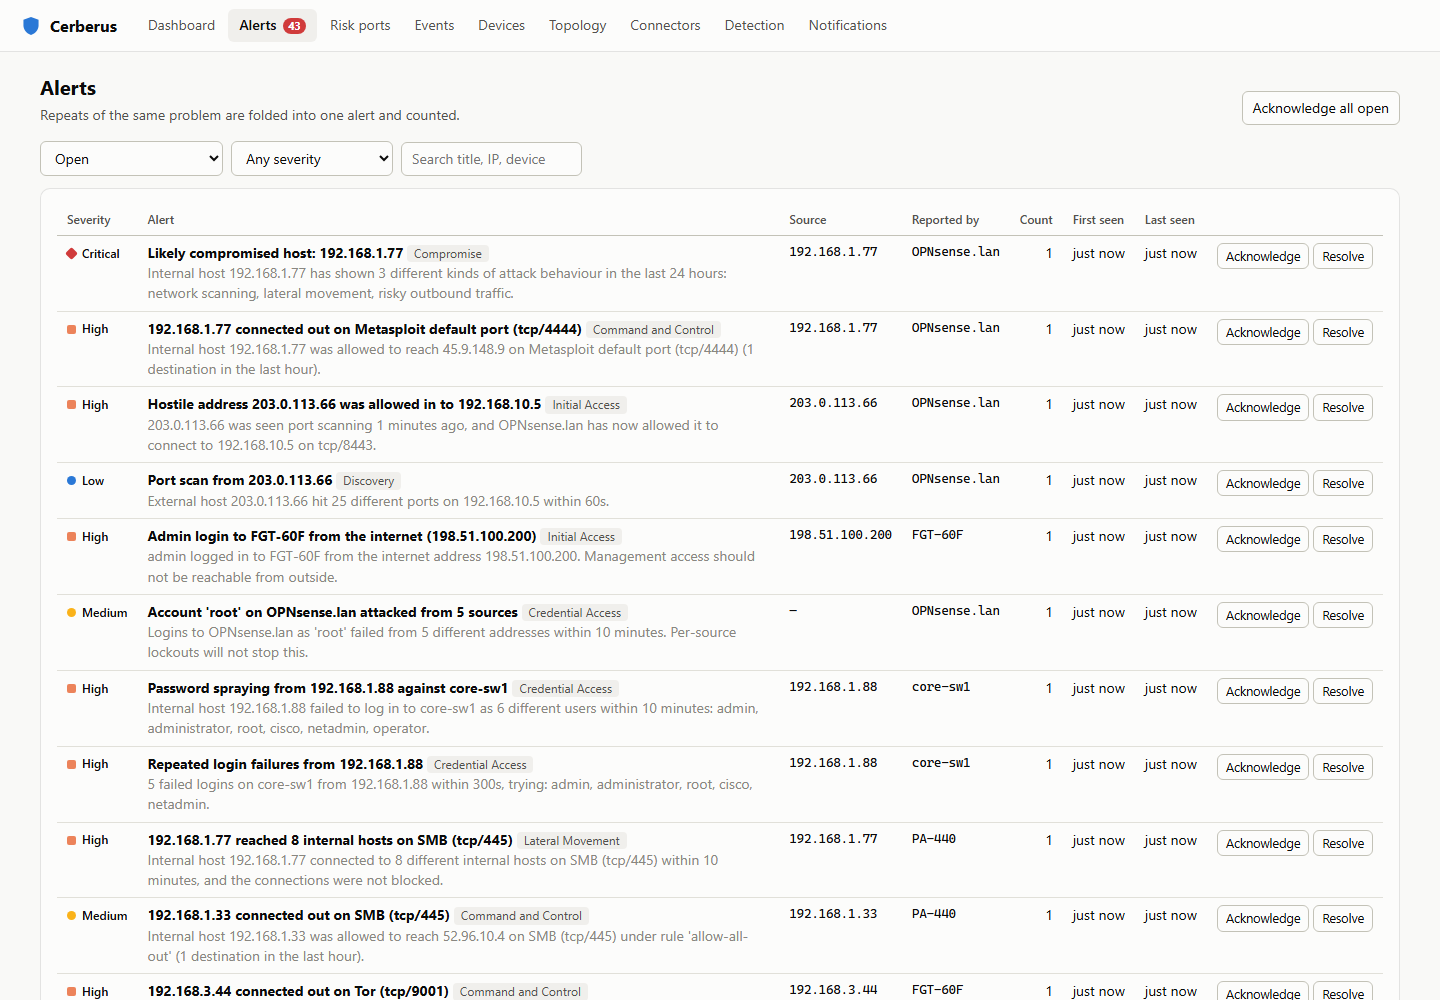 Cerberus Dashboard Alerts 43 Risk ports Events Devices Topology Connectors Detection Notifications
Alerts
Repeats of the same problem are folded into one alert and counted.
Acknowledge all open
Open Any severity Search title, IP, device
Severity Alert Source Reported by Count First seen Last seen
Critical Likely compromised host: 192.168.1.77 Compromise 192.168.1.77 OPNsense.lan 1 just now just now Acknowledge Resolve
Internal host 192.168.1.77 has shown 3 different kinds of attack behaviour in the last 24 hours:
network scanning, lateral movement, risky outbound traffic.
High 192.168.1.77 connected out on Metasploit default port (tcp/4444) Command and Control 192.168.1.77 OPNsense.lan 1 just now just now Acknowledge Resolve
Internal host 192.168.1.77 was allowed to reach 45.9.148.9 on Metasploit default port (tcp/4444) (1
destination in the last hour).
High Hostile address 203.0.113.66 was allowed in to 192.168.10.5 Initial Access 203.0.113.66 OPNsense.lan 1 just now just now Acknowledge Resolve
203.0.113.66 was seen port scanning 1 minutes ago, and OPNsense.lan has now allowed it to
connect to 192.168.10.5 on tcp/8443.
Low Port scan from 203.0.113.66 Discovery 203.0.113.66 OPNsense.lan 1 just now just now Acknowledge Resolve
External host 203.0.113.66 hit 25 different ports on 192.168.10.5 within 60s.
High Admin login to FGT-60F from the internet (198.51.100.200) Initial Access 198.51.100.200 FGT-60F 1 just now just now Acknowledge Resolve
admin logged in to FGT-60F from the internet address 198.51.100.200. Management access should
not be reachable from outside.
Medium Account 'root' on OPNsense.lan attacked from 5 sources Credential Access – OPNsense.lan 1 just now just now Acknowledge Resolve
Logins to OPNsense.lan as 'root' failed from 5 different addresses within 10 minutes. Per-source
lockouts will not stop this.
High Password spraying from 192.168.1.88 against core-sw1 Credential Access 192.168.1.88 core-sw1 1 just now just now Acknowledge Resolve
Internal host 192.168.1.88 failed to log in to core-sw1 as 6 different users within 10 minutes: admin,
administrator, root, cisco, netadmin, operator.
High Repeated login failures from 192.168.1.88 Credential Access 192.168.1.88 core-sw1 1 just now just now Acknowledge Resolve
5 failed logins on core-sw1 from 192.168.1.88 within 300s, trying: admin, administrator, root, cisco,
netadmin.
High 192.168.1.77 reached 8 internal hosts on SMB (tcp/445) Lateral Movement 192.168.1.77 PA-440 1 just now just now Acknowledge Resolve
Internal host 192.168.1.77 connected to 8 different internal hosts on SMB (tcp/445) within 10
minutes, and the connections were not blocked.
Medium 192.168.1.33 connected out on SMB (tcp/445) Command and Control 192.168.1.33 PA-440 1 just now just now Acknowledge Resolve
Internal host 192.168.1.33 was allowed to reach 52.96.10.4 on SMB (tcp/445) under rule 'allow-all-
out' (1 destination in the last hour).
High 192.168.3.44 connected out on Tor (tcp/9001) Command and Control 192.168.3.44 FGT-60F 1 just now just now Acknowledge Resolve